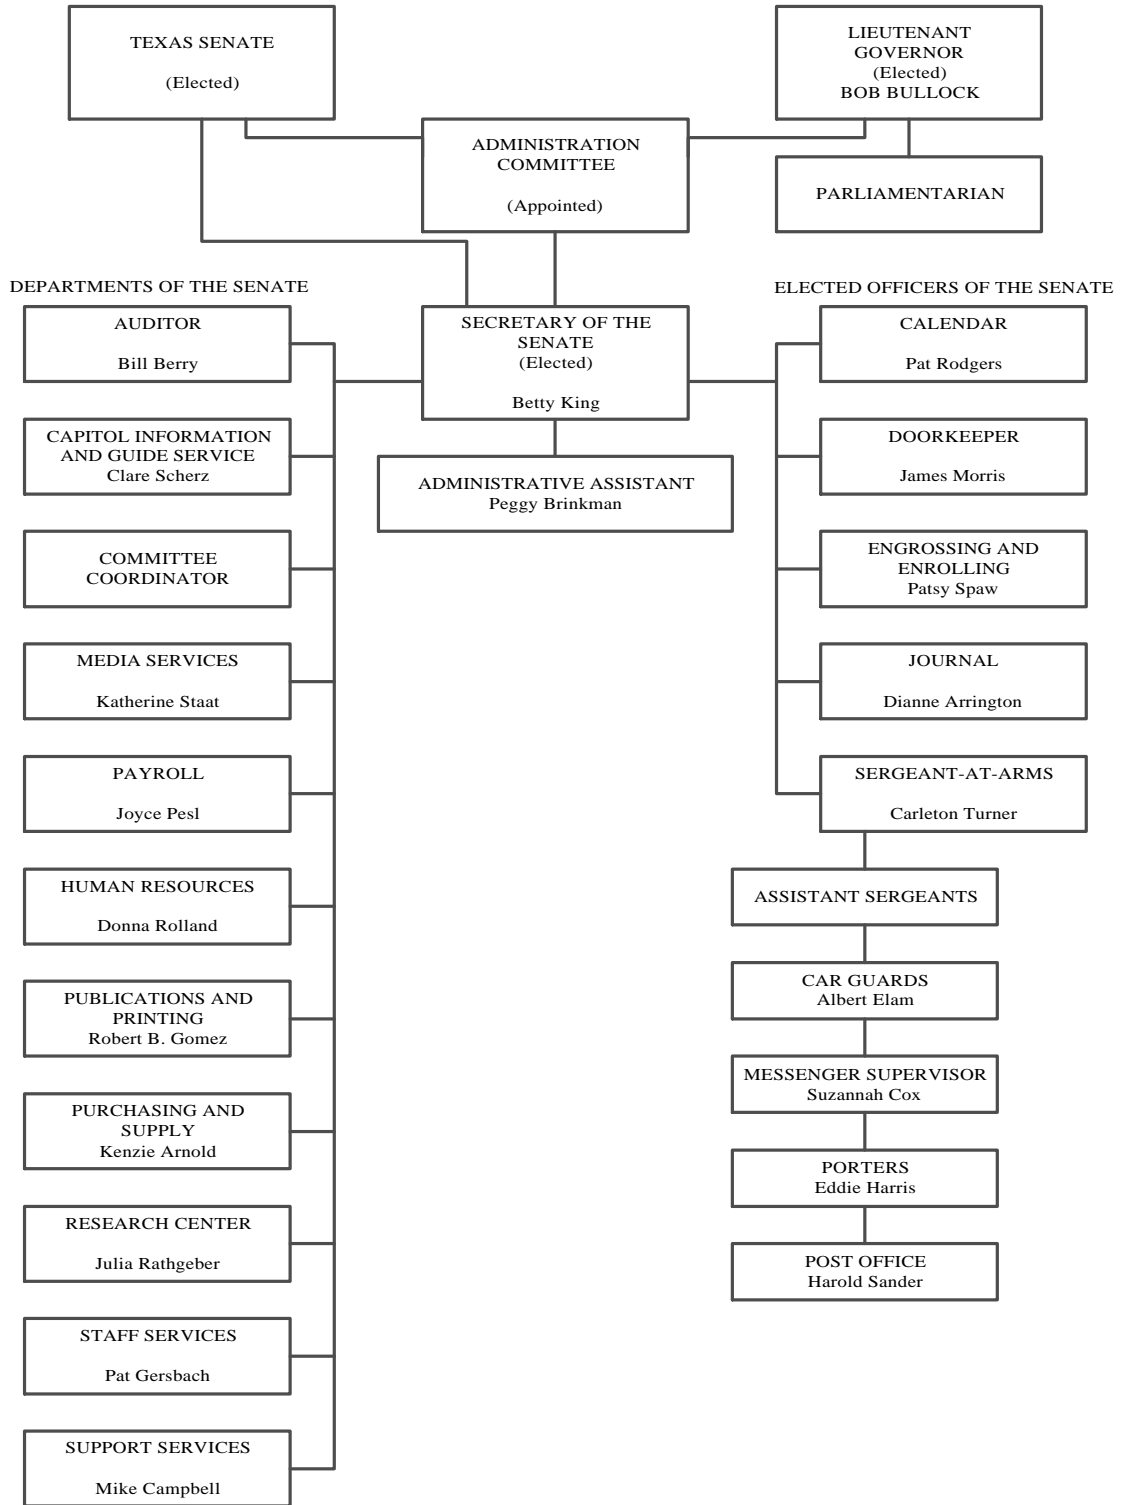 TEXAS SENATE
(Elected)
LIEUTENANT
GOVERNOR
(Elected)
BOB BULLOCK
ADMINISTRATION
COMMITTEE
(Appointed)
PARLIAMENTARIAN
DEPARTMENTS OF THE SENATE
ELECTED OFFICERS OF THE SENATE
SECRETARY OF THE
SENATE
(Elected)
Betty King
ADMINISTRATIVE ASSISTANT
Peggy Brinkman
AUDITOR
Bill Berry
CAPITOL INFORMATION
AND GUIDE SERVICE
Clare Scherz
COMMITTEE
COORDINATOR
MEDIA SERVICES
Katherine Staat
PAYROLL
Joyce Pesl
HUMAN RESOURCES
Donna Rolland
PUBLICATIONS AND
PRINTING
Robert B. Gomez
PURCHASING AND
SUPPLY
Kenzie Arnold
RESEARCH CENTER
Julia Rathgeber
STAFF SERVICES
Pat Gersbach
SUPPORT SERVICES
Mike Campbell
CALENDAR
Pat Rodgers
DOORKEEPER
James Morris
ENGROSSING AND
ENROLLING
Patsy Spaw
JOURNAL
Dianne Arrington
SERGEANT-AT-ARMS
Carleton Turner
ASSISTANT SERGEANTS
CAR GUARDS
Albert Elam
MESSENGER SUPERVISOR
Suzannah Cox
PORTERS
Eddie Harris
POST OFFICE
Harold Sander